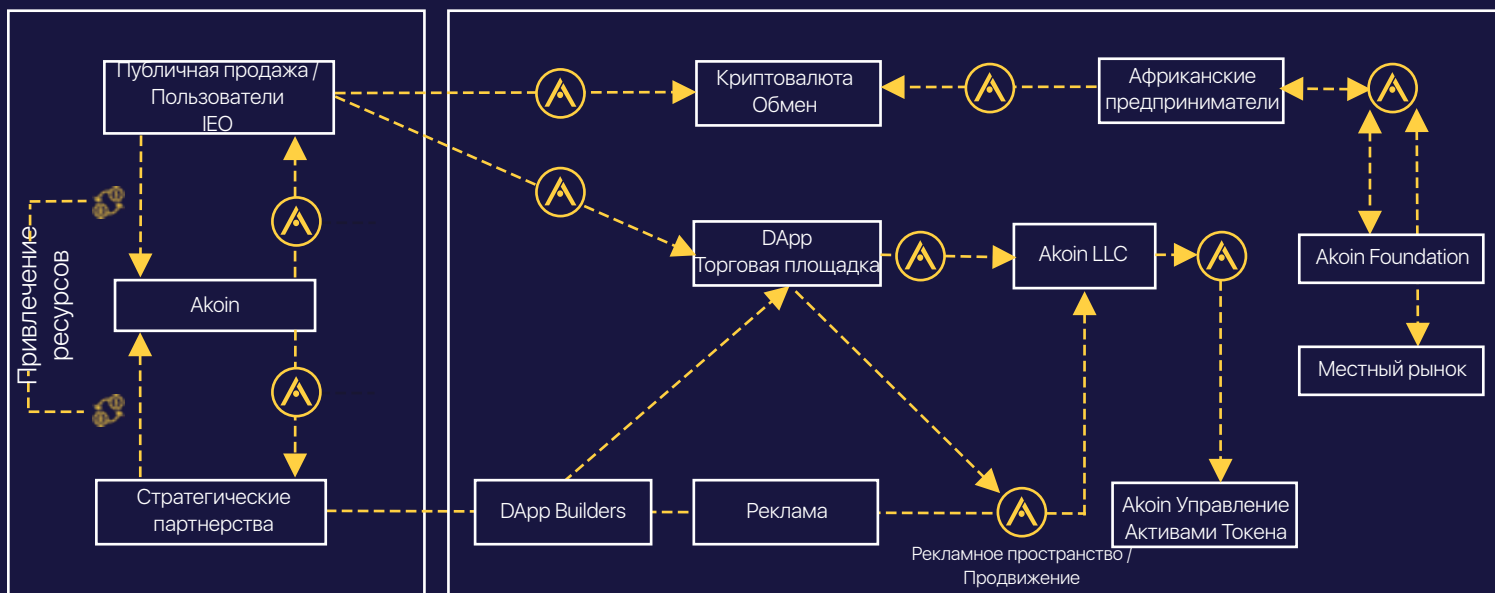 Публичная продажа /
Пользователи
IEO
Привлечение
ресурсов
Akoin
Стратегические
партнерства
Криптовалюта
Обмен
Африканские
предприниматели
DApp
Торговая площадка
Akoin LLC
Akoin Foundation
Местный рынок
DApp Builders
Реклама
Рекламное пространство /
Продвижение
Akoin Управление
Активами Токена